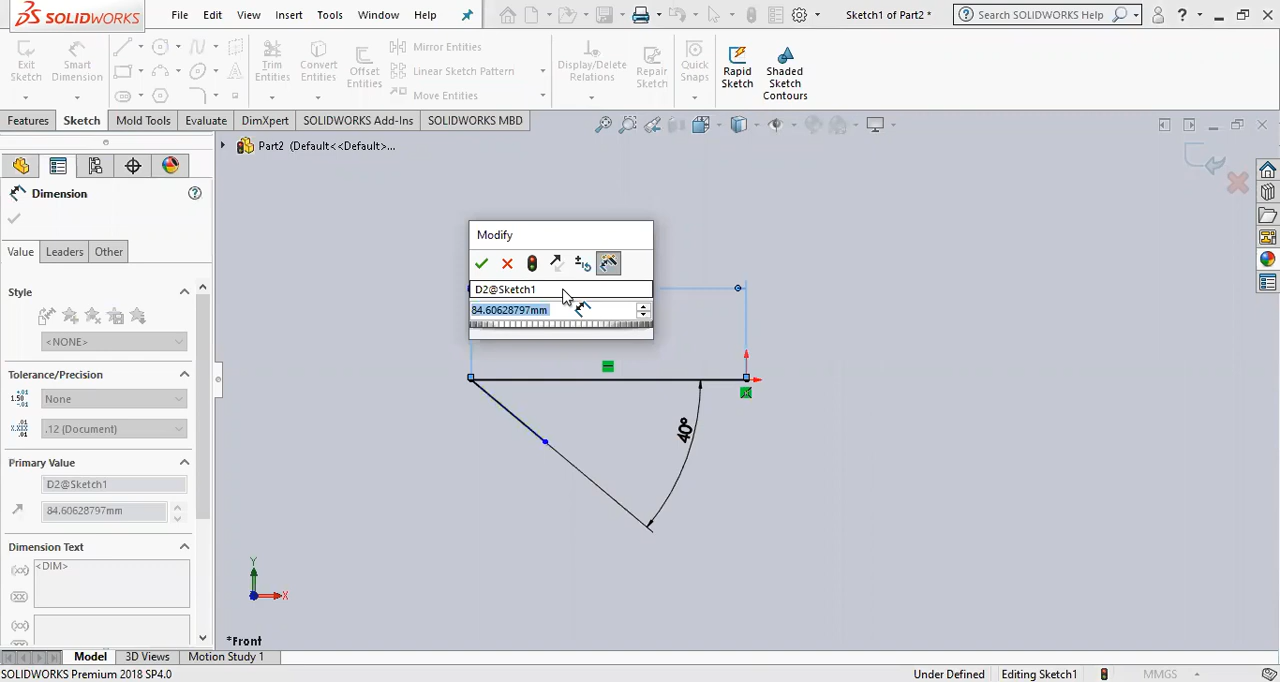 SOLIDWORKS
File Edit View Insert Tools Window Help
Sketch1 of Part2 *
Search SOLIDWORKS Help
?
Exit Sketch
Smart Dimension
Trim Entities
Convert Entities
Offset Entities
Mirror Entities
Linear Sketch Pattern
Move Entities
Display/Delete Relations
Repair Sketch
Quick Snaps
Rapid Sketch
Shaded Sketch Contours
Features Sketch Mold Tools Evaluate DimXpert SOLIDWORKS Add-Ins SOLIDWORKS MBD
Part2 (Default<<Default>...
Dimension
Value Leaders Other
Style
<NONE>
Tolerance/Precision
None
.12 (Document)
Primary Value
D2@Sketch1
84.60628797mm
Dimension Text
<DIM>
Modify
D2@Sketch1
84.60628797mm
40°
Y
X
*Front
Model 3D Views Motion Study 1
SOLIDWORKS Premium 2018 SP4.0
Under Defined
Editing Sketch1
MMGS